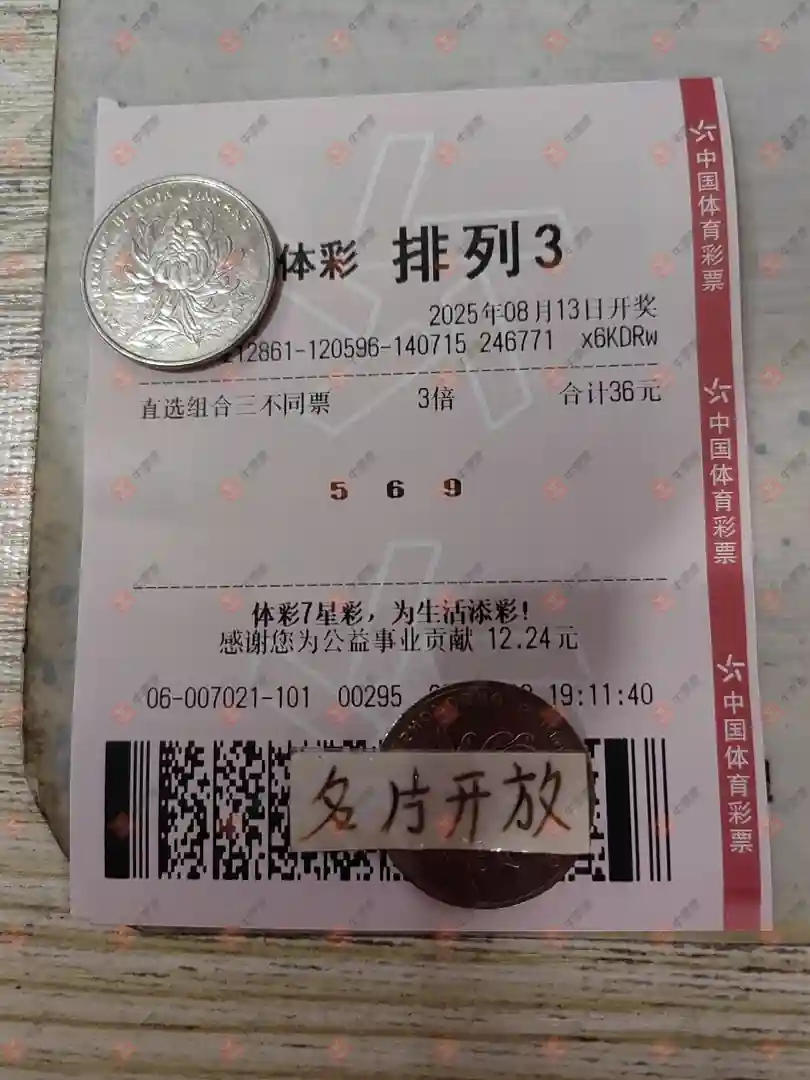 体彩 排列3
2025年08月13日开奖
212861-120596-140715 246771 x6KDRw
直选组合三不同票 3倍 合计36元
5 6 9
体彩7星彩，为生活添彩！
感谢您为公益事业贡献 12.24元
06-007021-101 00295 19:11:40
名片开放
中国体育彩票
中国体育彩票
中国体育彩票